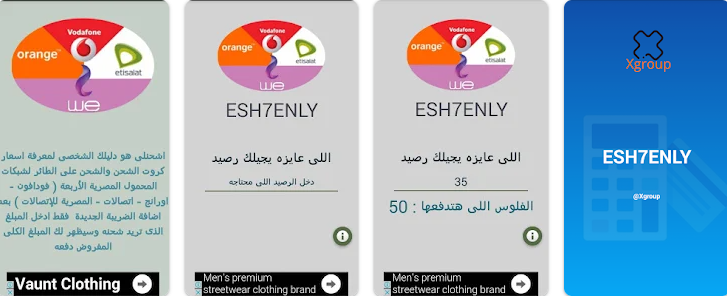 orange
Vodafone
etisalat
we
اشحنلى هو دليلك الشخصى لمعرفة اسعار
كروت الشحن والشحن على الطائر لشبكات
المحمول المصرية الأربعة ( فودافون -
اورانج - اتصالات - المصرية للإتصالات ) بعد
اضافة الضريبة الجديدة فقط ادخل المبلغ
الذى تريد شحنه وسيظهر لك المبلغ الكلى
المفروض دفعه
Vaunt Clothing
orange
Vodafone
etisalat
we
ESH7ENLY
اللى عايزه يجيلك رصيد
دخل الرصيد اللى محتاجه
Men's premium
streetwear clothing brand
orange
Vodafone
etisalat
we
ESH7ENLY
اللى عايزه يجيلك رصيد
35
الفلوس اللى هتدفعها : 50
Men's premium
streetwear clothing brand
Xgroup
ESH7ENLY
@Xgroup